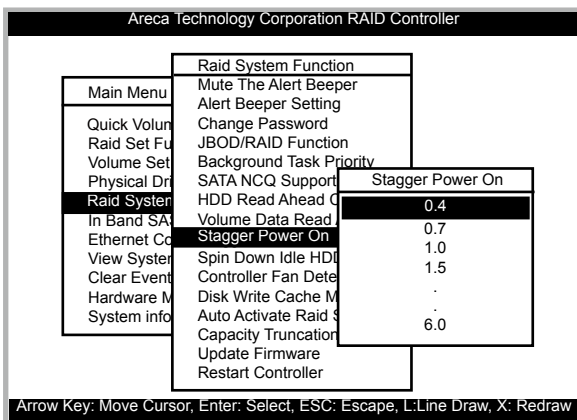 Areca Technology Corporation RAID Controller
Main Menu
Quick Volun
Raid Set Fu
Volume Set
Physical Dri
Raid System
In Band SAS
Ethernet Co
View System
Clear Event
Hardware M
System info
Raid System Function
Mute The Alert Beeper
Alert Beeper Setting
Change Password
JBOD/RAID Function
Background Task Priority
SATA NCQ Support
HDD Read Ahead C
Volume Data Read A
Stagger Power On
Spin Down Idle HDD
Controller Fan Dete
Disk Write Cache M
Auto Activate Raid S
Capacity Truncation
Update Firmware
Restart Controller
Stagger Power On
0.4
0.7
1.0
1.5
.
.
6.0
Arrow Key: Move Cursor, Enter: Select, ESC: Escape, L:Line Draw, X: Redraw